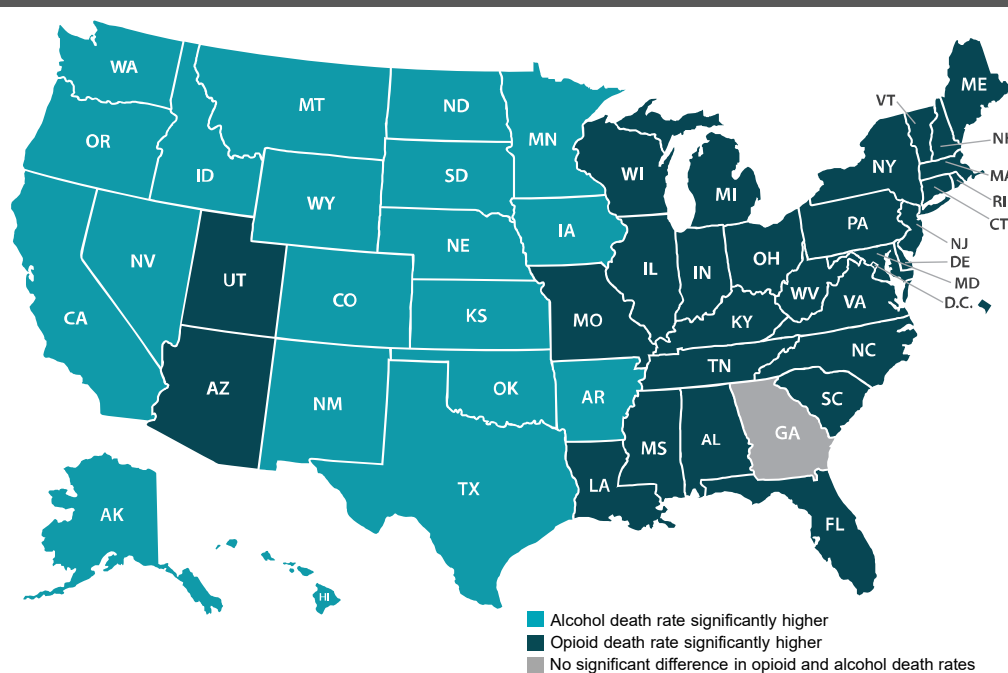 WA
MT
ND
MN
OR
ID
SD
WY
WI
MI
NY
VT
ME
NH
MA
RI
CT
NE
IA
PA
NJ
DE
MD
D.C.
NV
UT
CO
IL
IN
OH
WV
VA
CA
KS
MO
KY
AZ
NM
OK
AR
TN
NC
SC
MS
AL
GA
TX
LA
FL
AK
HI
Alcohol death rate significantly higher
Opioid death rate significantly higher
No significant difference in opioid and alcohol death rates